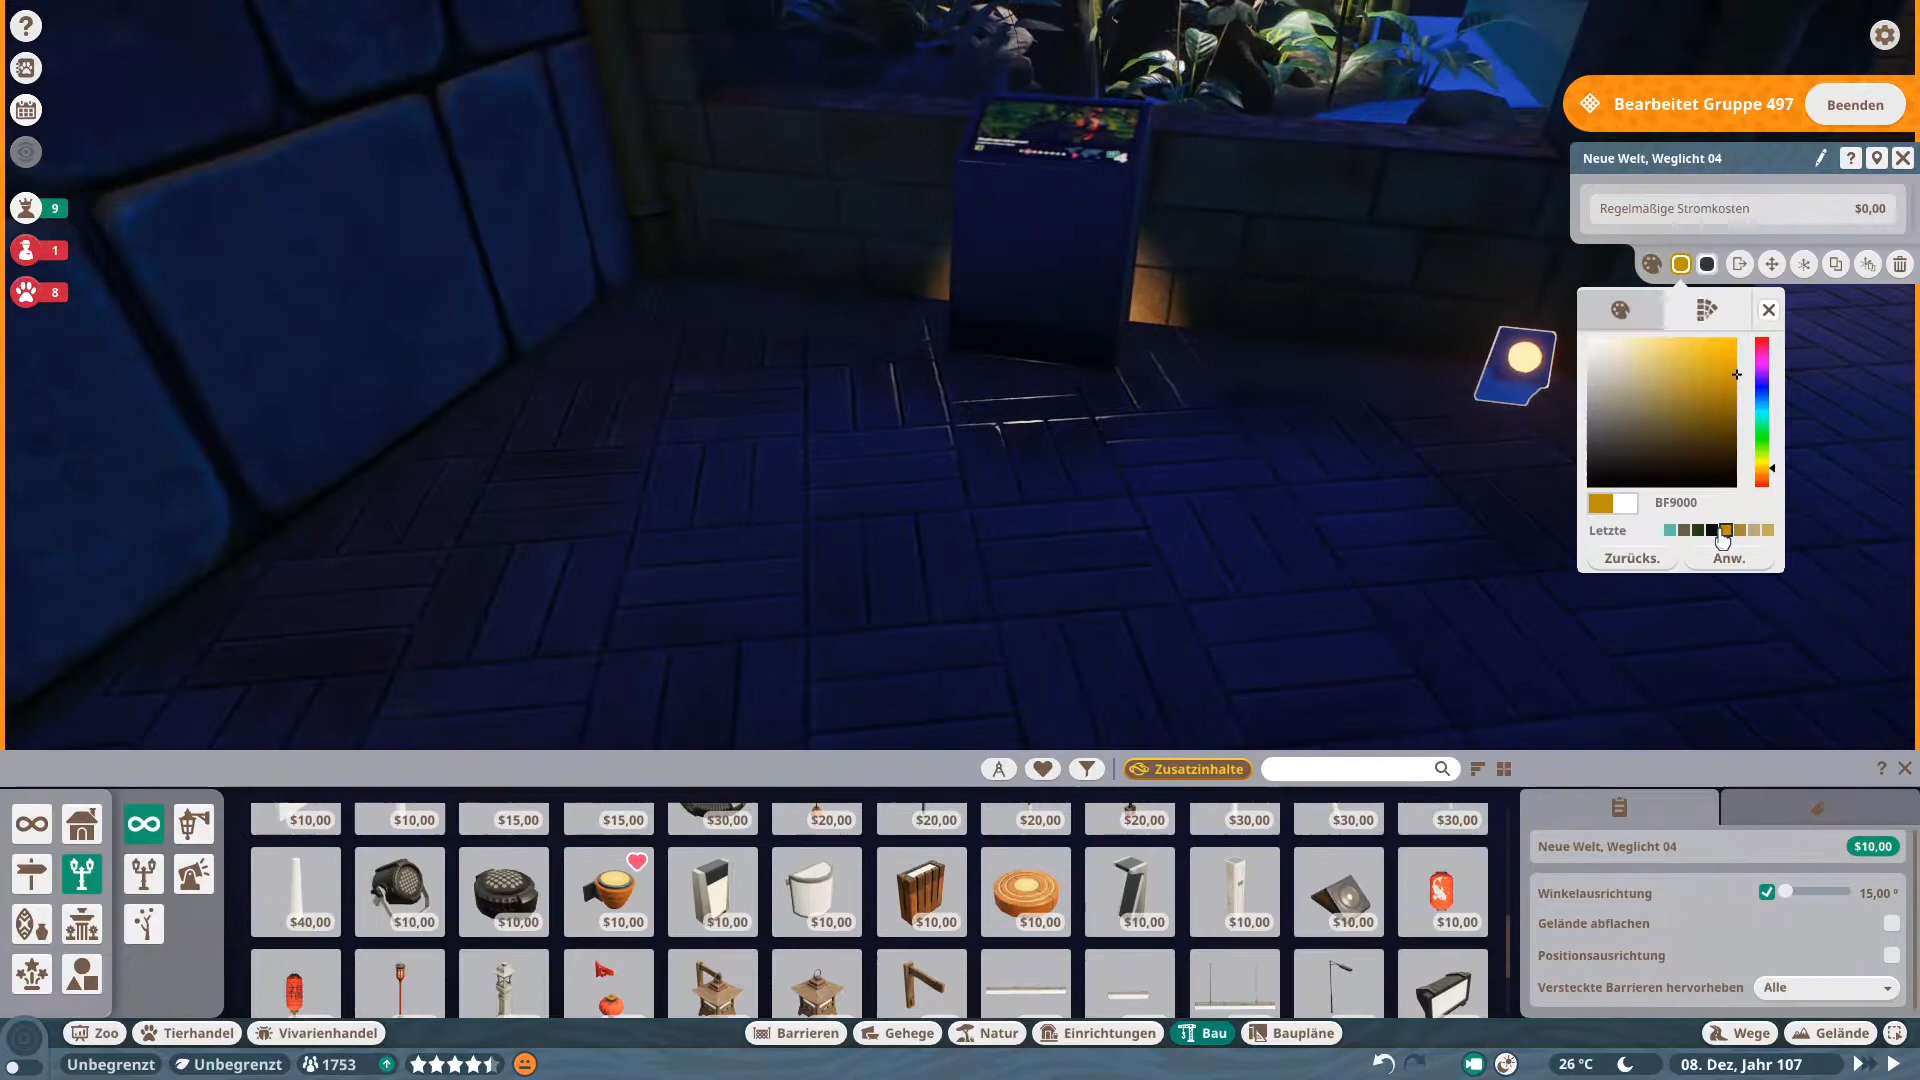 Bearbeitet Gruppe 497
Beenden
Neue Welt, Weglicht 04
?
Regelmäßige Stromkosten $0,00
9
1
8
BF9000
Letzte
Zurücks. Anw.
Zusatzinhalte
?
$10,00 $10,00 $15,00 $15,00 $30,00 $20,00 $20,00 $20,00 $20,00 $30,00 $30,00 $30,00
$40,00 $10,00 $10,00 $10,00 $10,00 $10,00 $10,00 $10,00 $10,00 $10,00 $10,00 $10,00
Neue Welt, Weglicht 04 $10,00
Winkelausrichtung 15,00 °
Gelände abflachen
Positionsausrichtung
Versteckte Barrieren hervorheben Alle
Zoo Tierhandel Vivarienhandel Barrieren Gehege Natur Einrichtungen Bau Baupläne Wege Gelände
Unbegrenzt Unbegrenzt 1753 26 °C 08. Dez, Jahr 107